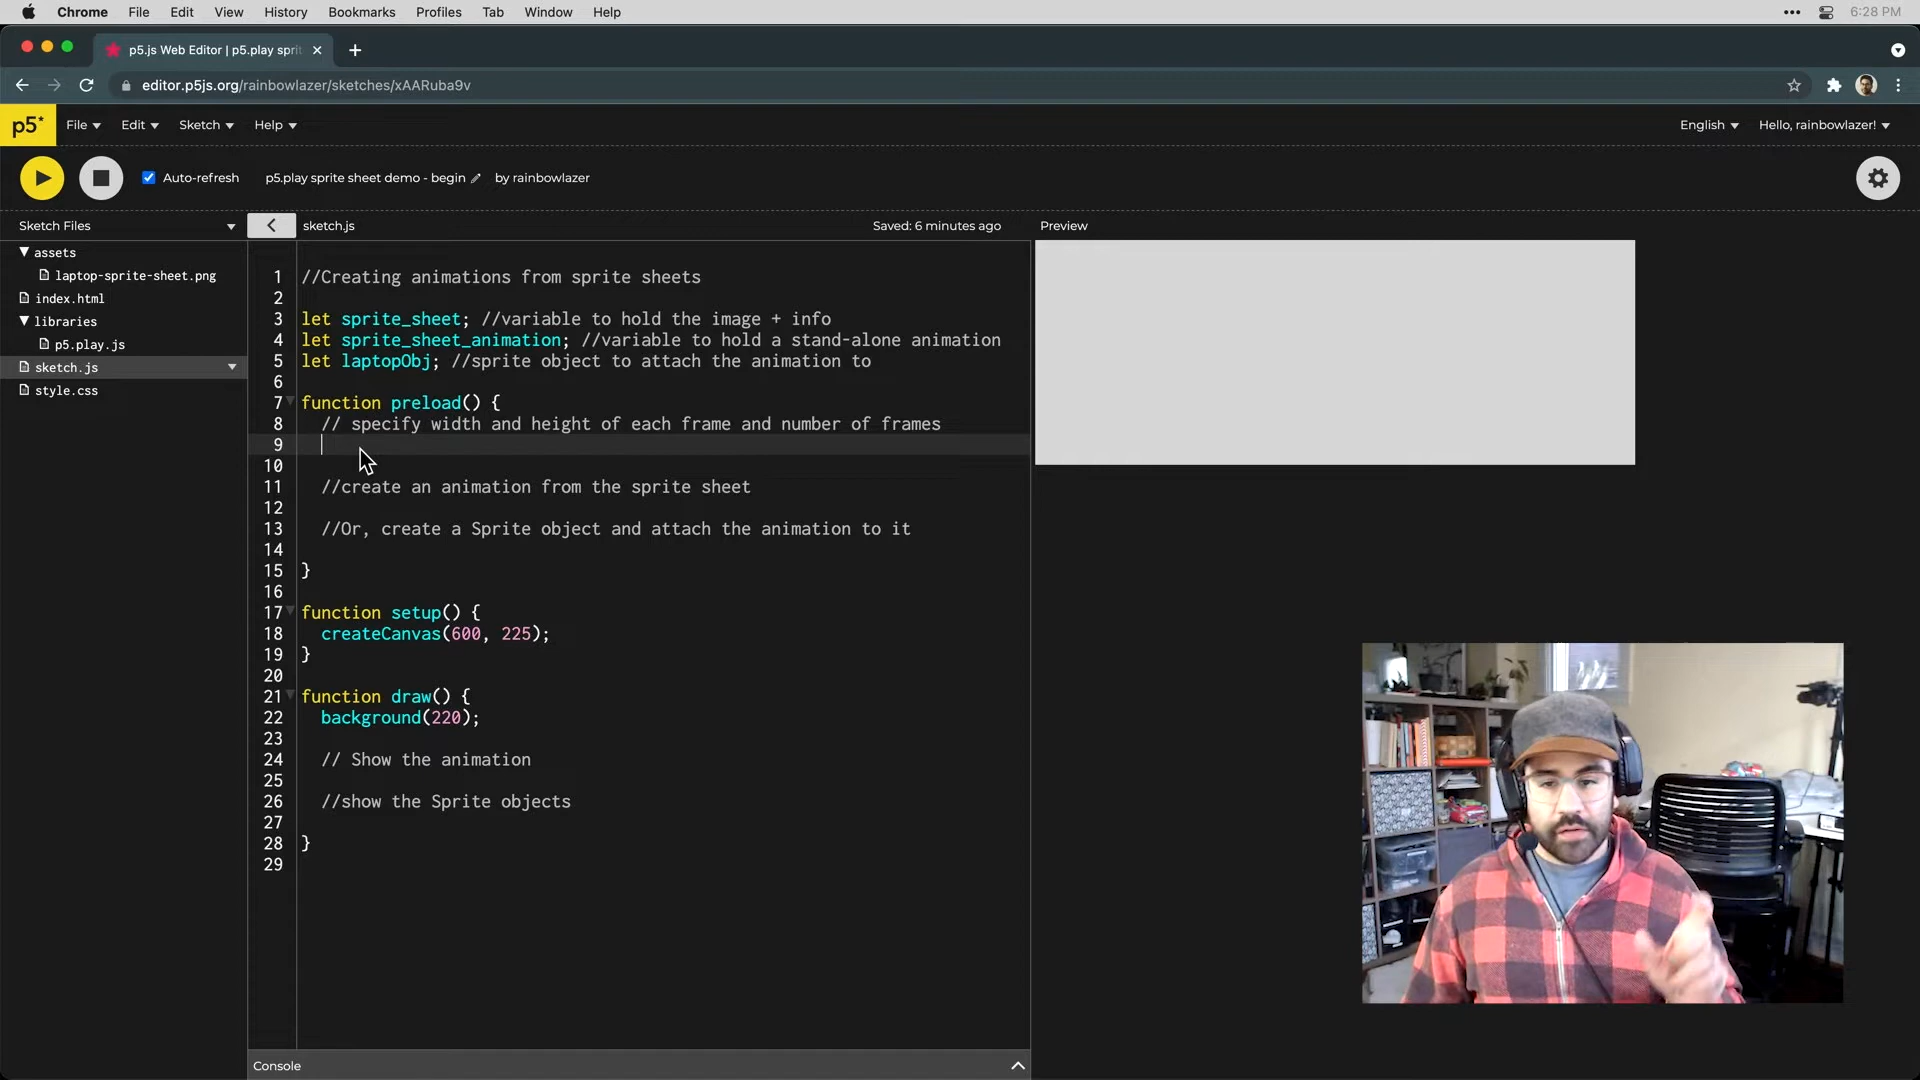 Chrome File Edit View History Bookmarks Profiles Tab Window Help 6:28 PM
p5.js Web Editor | p5.play spri
editor.p5js.org/rainbowlazer/sketches/xAARuba9v
p5* File Edit Sketch Help English Hello, rainbowlazer!
Auto-refresh p5.play sprite sheet demo - begin by rainbowlazer
Sketch Files sketch.js Saved: 6 minutes ago Preview
assets
laptop-sprite-sheet.png
index.html
libraries
p5.play.js
sketch.js
style.css
1 //Creating animations from sprite sheets
2
3 let sprite_sheet; //variable to hold the image + info
4 let sprite_sheet_animation; //variable to hold a stand-alone animation
5 let laptopObj; //sprite object to attach the animation to
6
7 function preload() {
8 // specify width and height of each frame and number of frames
9
10
11 //create an animation from the sprite sheet
12
13 //Or, create a Sprite object and attach the animation to it
14
15 }
16
17 function setup() {
18 createCanvas(600, 225);
19 }
20
21 function draw() {
22 background(220);
23
24 // Show the animation
25
26 //show the Sprite objects
27
28 }
29
Console